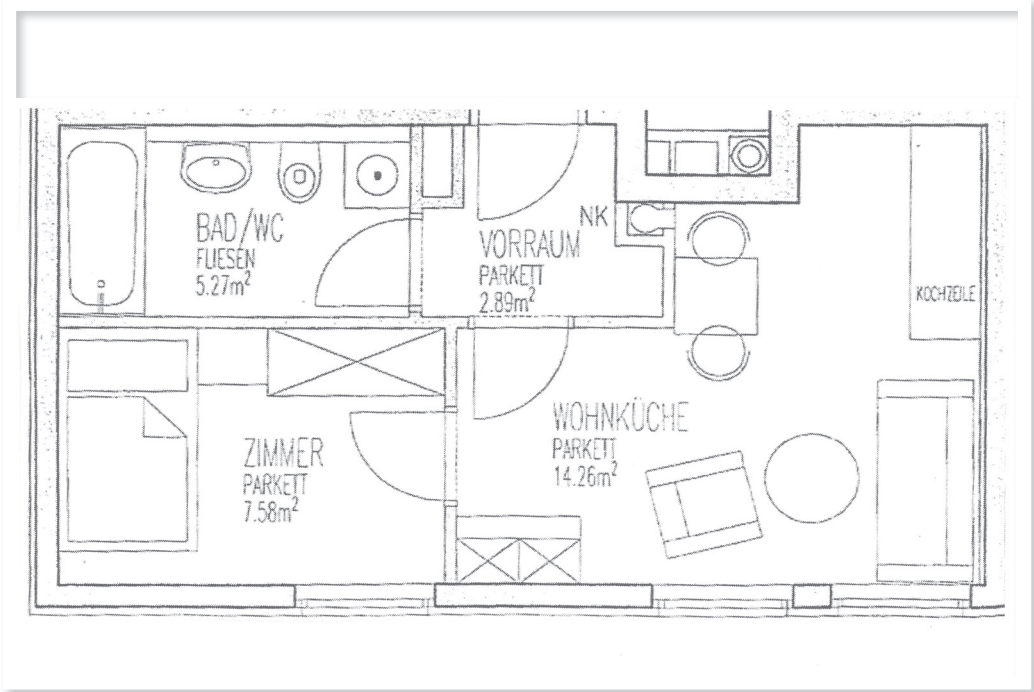 BAD/WC
FLIESEN
5.27m²
NK
VORRAUM
PARKETT
2.89m²
KOCHZEILE
ZIMMER
PARKETT
7.58m²
WOHNKÜCHE
PARKETT
14.26m²